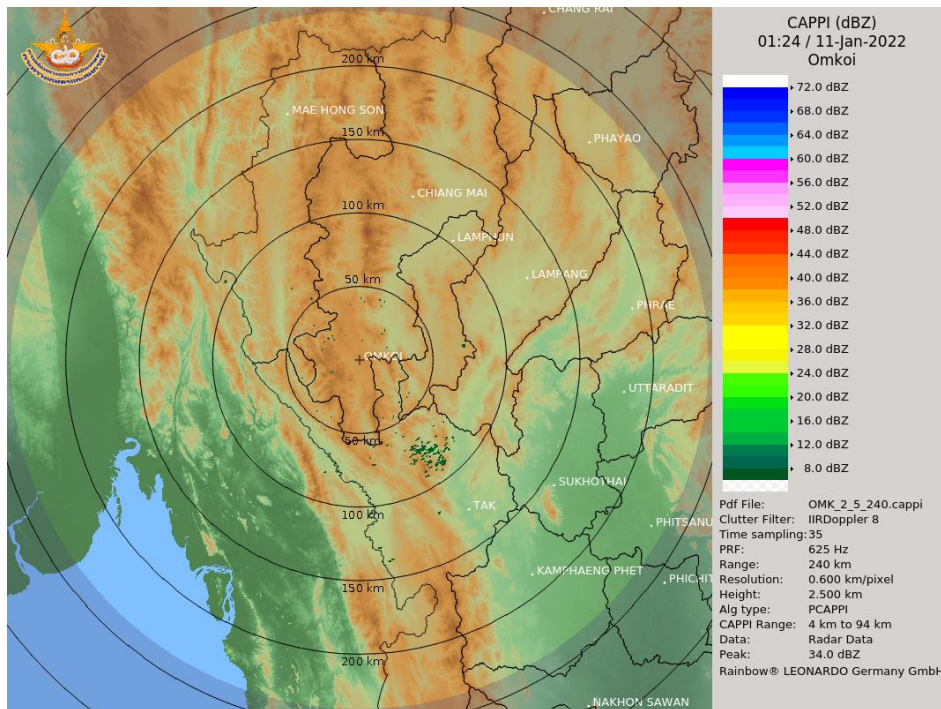 CHANG RAI
200 km
MAE HONG SON
150 km
PHAYAO
CHIANG MAI
100 km
LAMPHUN
LAMPANG
50 km
PHRAE
OMKOI
UTTARADIT
50 km
SUKHOTHAI
TAK
100 km
PHITSANU
KAMPHAENG PHET
PHICHIT
150 km
200 km
NAKHON SAWAN
CAPPI (dBZ)
01:24 / 11-Jan-2022
Omkoi
72.0 dBZ
68.0 dBZ
64.0 dBZ
60.0 dBZ
56.0 dBZ
52.0 dBZ
48.0 dBZ
44.0 dBZ
40.0 dBZ
36.0 dBZ
32.0 dBZ
28.0 dBZ
24.0 dBZ
20.0 dBZ
16.0 dBZ
12.0 dBZ
8.0 dBZ
Pdf File: OMK_2_5_240.cappi
Clutter Filter: IIRDoppler 8
Time sampling:35
PRF: 625 Hz
Range: 240 km
Resolution: 0.600 km/pixel
Height: 2.500 km
Alg type: PCAPPI
CAPPI Range: 4 km to 94 km
Data: Radar Data
Peak: 34.0 dBZ
Rainbow® LEONARDO Germany GmbH